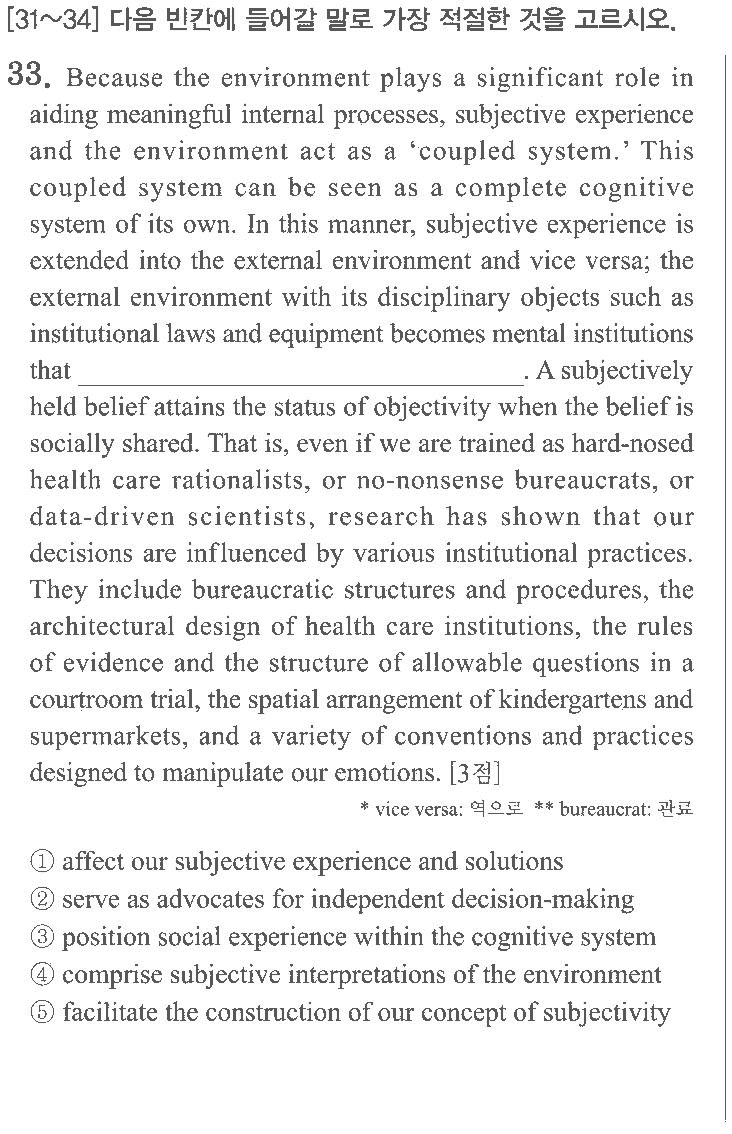 [31～34] 다음 빈칸에 들어갈 말로 가장 적절한 것을 고르시오.
33. Because the environment plays a significant role in
aiding meaningful internal processes, subjective experience
and the environment act as a ‘coupled system.’ This
coupled system can be seen as a complete cognitive
system of its own. In this manner, subjective experience is
extended into the external environment and vice versa; the
external environment with its disciplinary objects such as
institutional laws and equipment becomes mental institutions
that ______________________________. A subjectively
held belief attains the status of objectivity when the belief is
socially shared. That is, even if we are trained as hard-nosed
health care rationalists, or no-nonsense bureaucrats, or
data-driven scientists, research has shown that our
decisions are influenced by various institutional practices.
They include bureaucratic structures and procedures, the
architectural design of health care institutions, the rules
of evidence and the structure of allowable questions in a
courtroom trial, the spatial arrangement of kindergartens and
supermarkets, and a variety of conventions and practices
designed to manipulate our emotions. [3점]
* vice versa: 역으로 ** bureaucrat: 관료
① affect our subjective experience and solutions
② serve as advocates for independent decision-making
③ position social experience within the cognitive system
④ comprise subjective interpretations of the environment
⑤ facilitate the construction of our concept of subjectivity